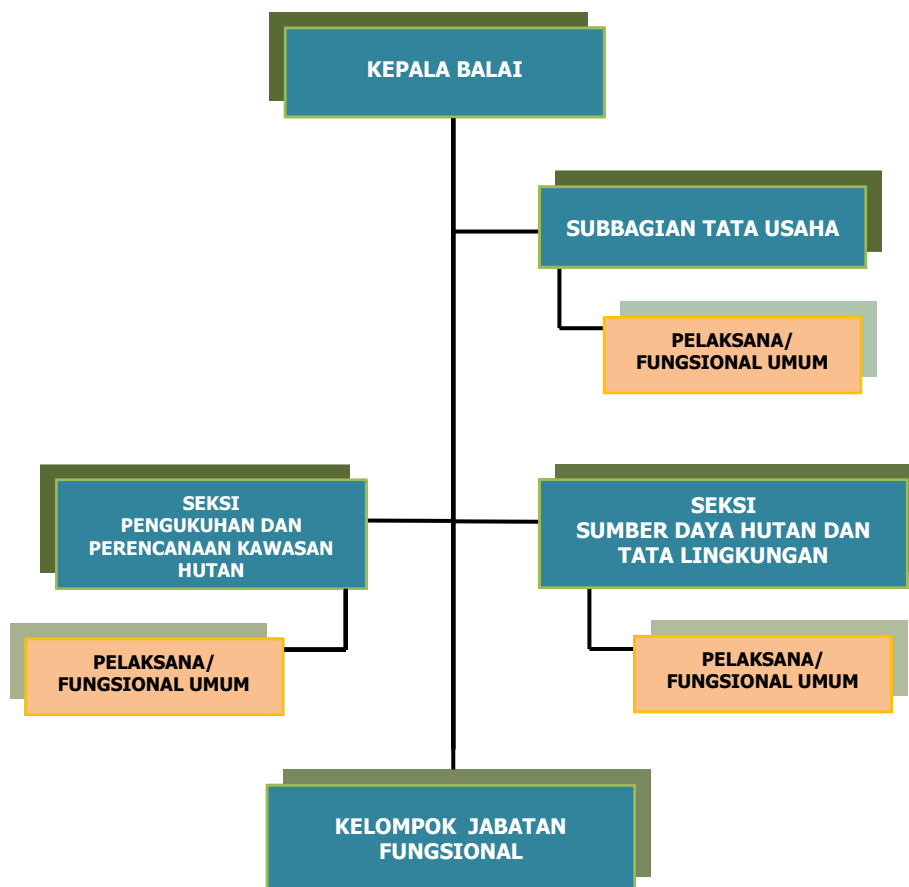 KEPALA BALAI
SUBBAGIAN TATA USAHA
PELAKSANA/
FUNGSIONAL UMUM
SEKSI
PENGUKUHAN DAN
PERENCANAAN KAWASAN
HUTAN
SEKSI
SUMBER DAYA HUTAN DAN
TATA LINGKUNGAN
PELAKSANA/
FUNGSIONAL UMUM
PELAKSANA/
FUNGSIONAL UMUM
KELOMPOK JABATAN
FUNGSIONAL